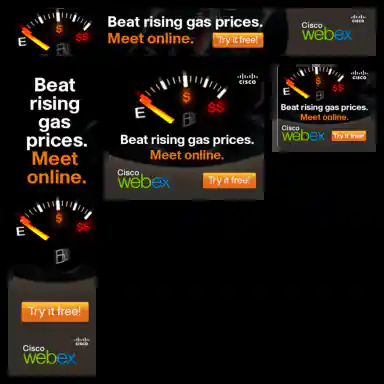 E
$
$$
Beat rising gas prices.
Meet online.
Try it free!
Cisco
webex
cisco
Beat
rising
gas
prices.
Meet
online.
E
$
$$
Try it free!
Cisco
webex
cisco
cisco
E
$
$$
Beat rising gas prices.
Meet online.
Cisco
webex
Try it free!
cisco
E
$
$$
Beat rising gas prices.
Meet online.
Cisco
webex
Try it free!